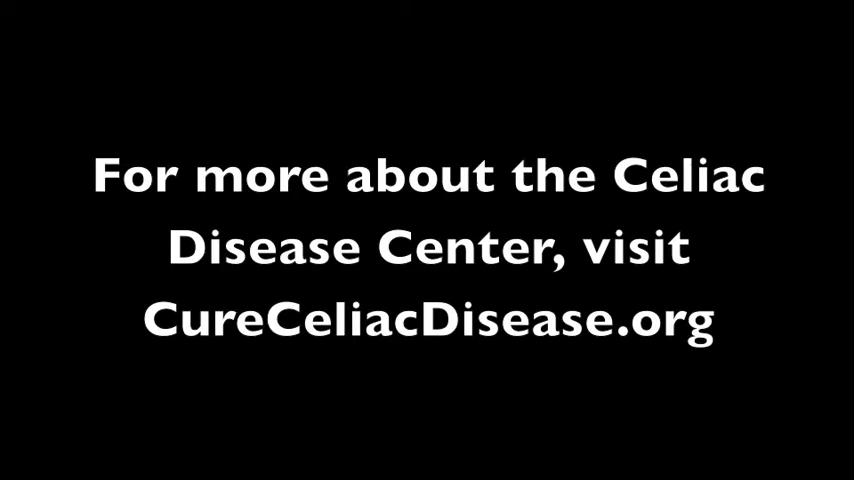 For more about the Celiac
Disease Center, visit
CureCeliacDisease.org